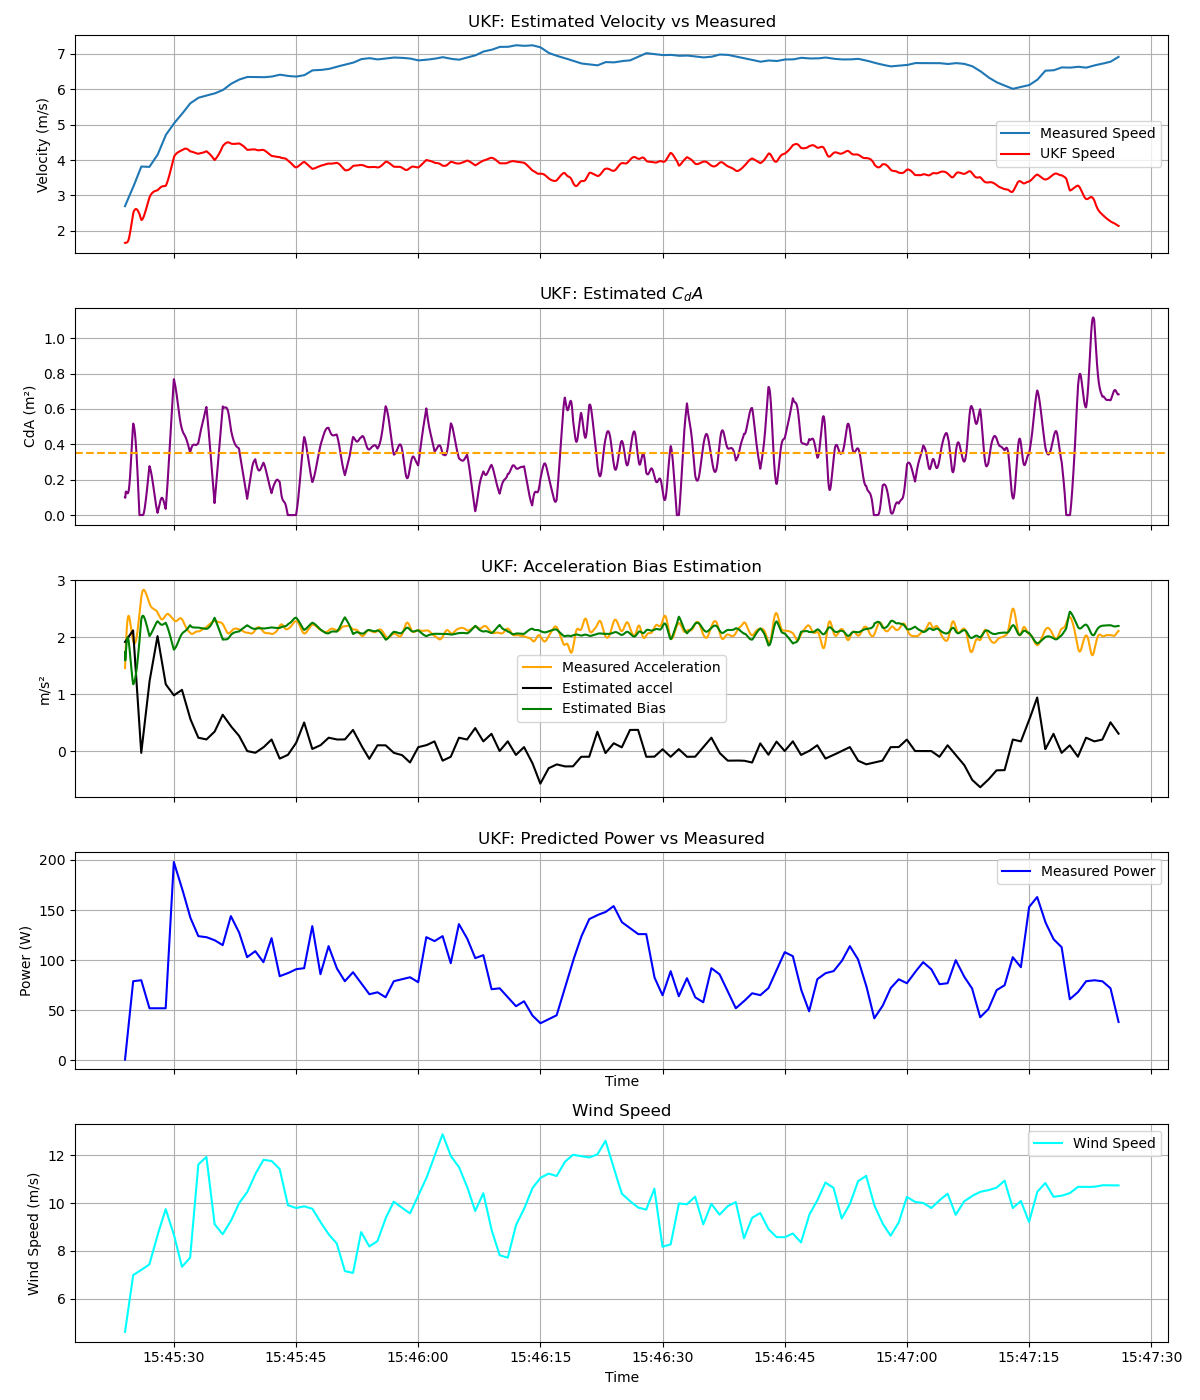 UKF: Estimated Velocity vs Measured
Velocity (m/s)
7
6
5
4
3
2
Measured Speed
UKF Speed
UKF: Estimated CdA
CdA (m²)
1.0
0.8
0.6
0.4
0.2
0.0
UKF: Acceleration Bias Estimation
m/s²
3
2
1
0
Measured Acceleration
Estimated accel
Estimated Bias
UKF: Predicted Power vs Measured
Power (W)
200
150
100
50
0
Measured Power
Time
Wind Speed
Wind Speed (m/s)
12
10
8
6
Wind Speed
15:45:30 15:45:45 15:46:00 15:46:15 15:46:30 15:46:45 15:47:00 15:47:15 15:47:30
Time